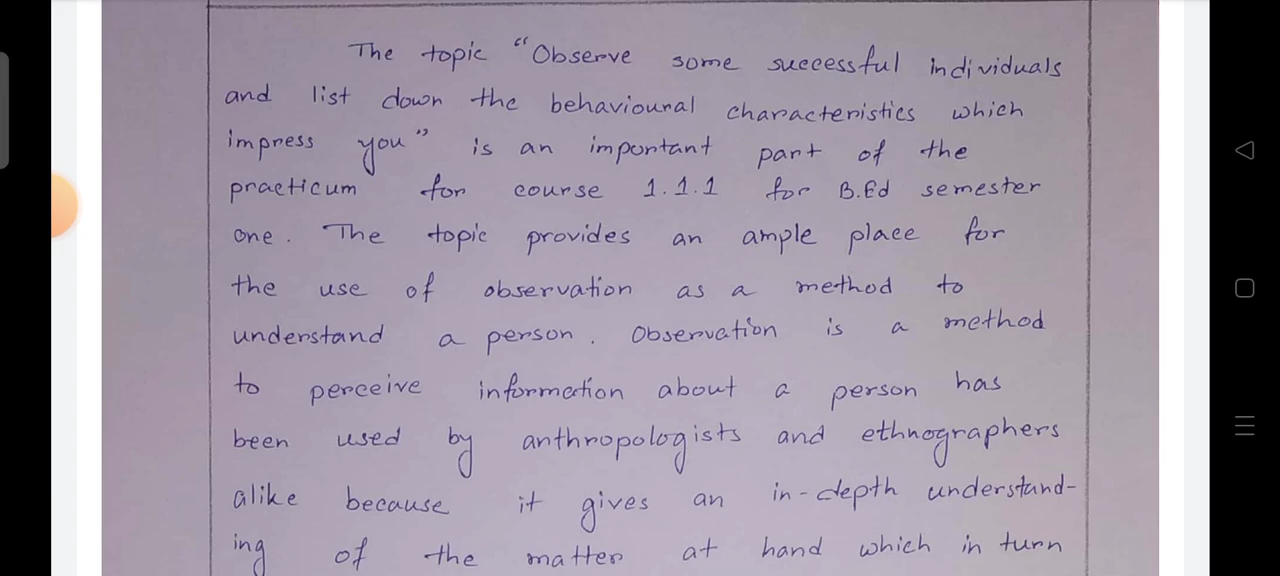 The topic "Observe some successful individuals
and list down the behavioural characteristics which
impress you" is an important part of the
practicum for course 1.1.1 for B.Ed semester
one. The topic provides an ample place for
the use of observation as a method to
understand a person. Observation is a method
to perceive information about a person has
been used by anthropologists and ethnographers
alike because it gives an in-depth understand-
ing of the matter at hand which in turn